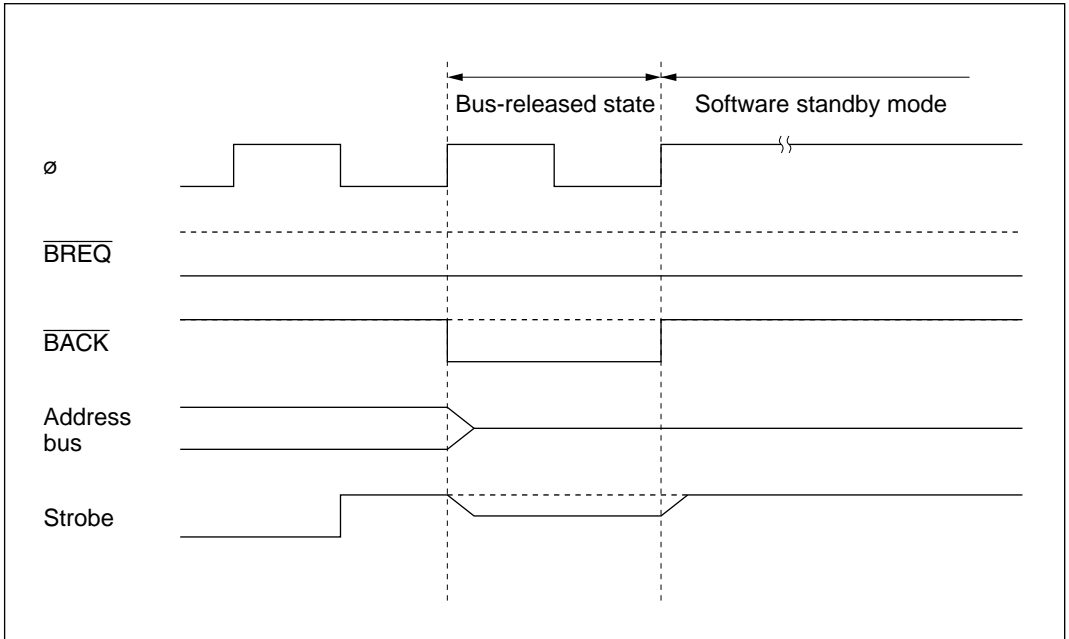 Bus-released state
Software standby mode
ø
BREQ
BACK
Address
bus
Strobe